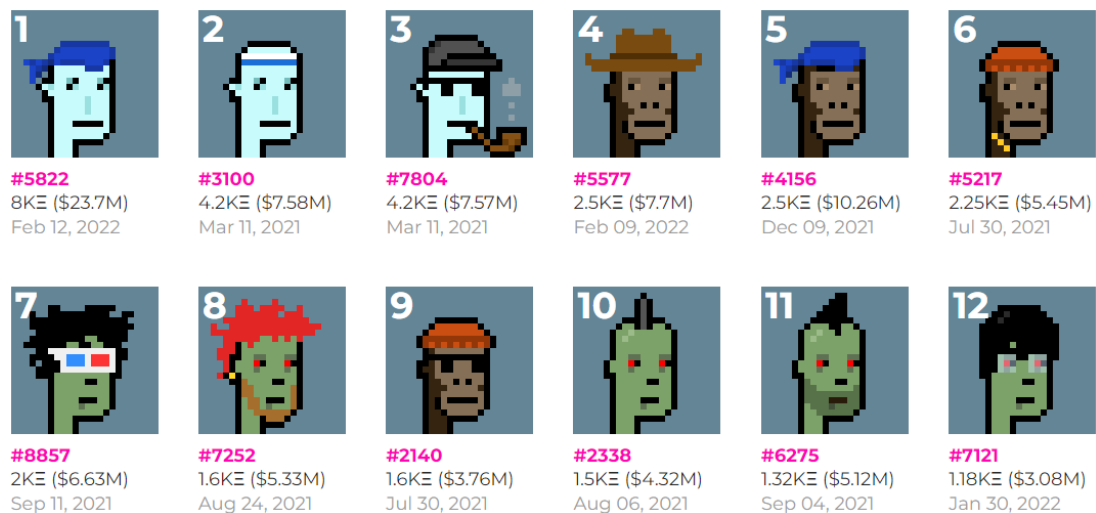 1 2 3 4 5 6
#5822 #3100 #7804 #5577 #4156 #5217
8KΞ ($23.7M) 4.2KΞ ($7.58M) 4.2KΞ ($7.57M) 2.5KΞ ($7.7M) 2.5KΞ ($10.26M) 2.25KΞ ($5.45M)
Feb 12, 2022 Mar 11, 2021 Mar 11, 2021 Feb 09, 2022 Dec 09, 2021 Jul 30, 2021
7 8 9 10 11 12
#8857 #7252 #2140 #2338 #6275 #7121
2KΞ ($6.63M) 1.6KΞ ($5.33M) 1.6KΞ ($3.76M) 1.5KΞ ($4.32M) 1.32KΞ ($5.12M) 1.18KΞ ($3.08M)
Sep 11, 2021 Aug 24, 2021 Jul 30, 2021 Aug 06, 2021 Sep 04, 2021 Jan 30, 2022